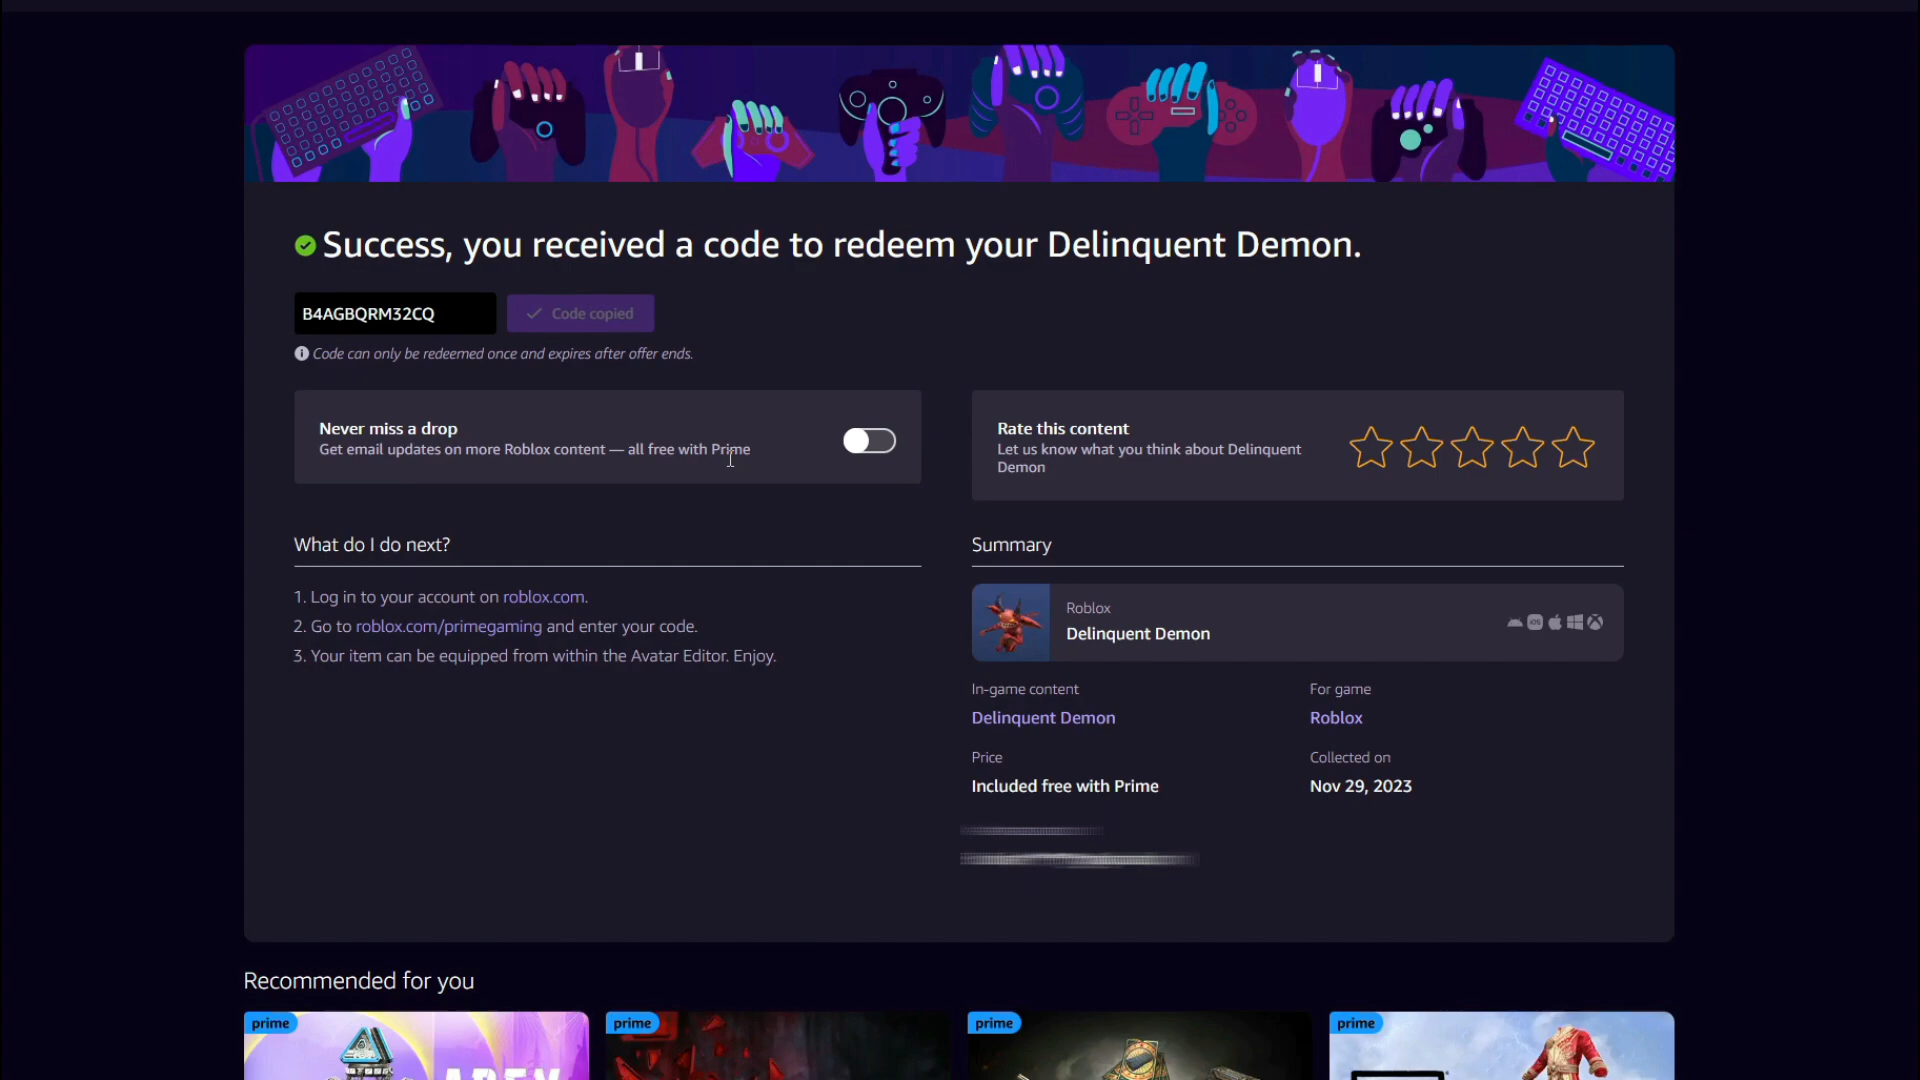 Success, you received a code to redeem your Delinquent Demon.
B4AGBQRM32CQ
Code copied
Code can only be redeemed once and expires after offer ends.
Never miss a drop
Get email updates on more Roblox content — all free with Prime
Rate this content
Let us know what you think about Delinquent
Demon
What do I do next?
1. Log in to your account on roblox.com.
2. Go to roblox.com/primegaming and enter your code.
3. Your item can be equipped from within the Avatar Editor. Enjoy.
Summary
Roblox
Delinquent Demon
iOS
In-game content
Delinquent Demon
For game
Roblox
Price
Included free with Prime
Collected on
Nov 29, 2023
Recommended for you
prime
prime
prime
prime
APEX